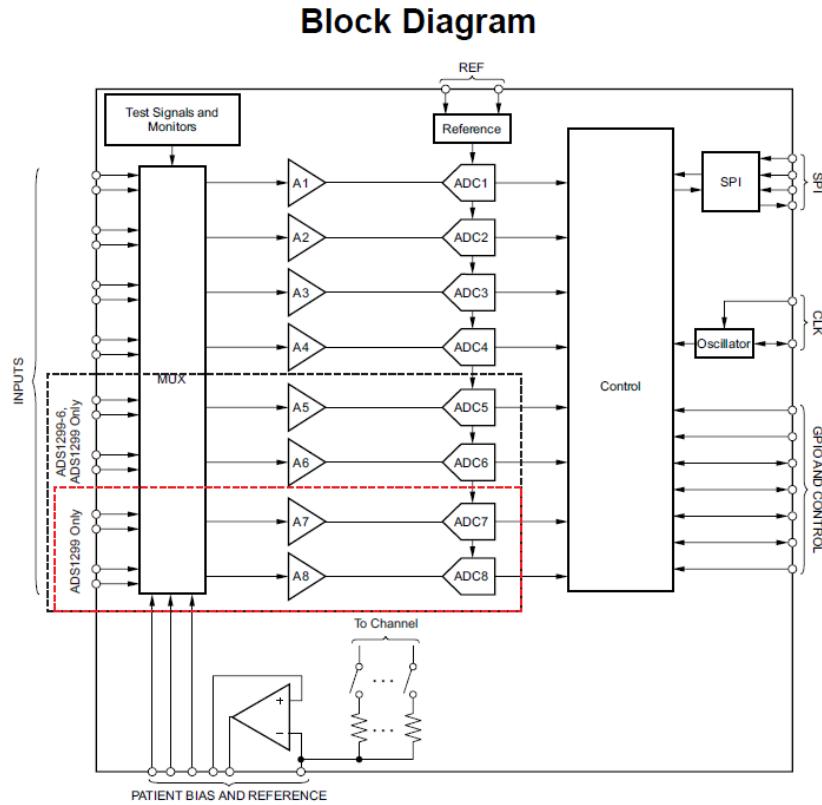 Block Diagram
REF
Test Signals and
Monitors
Reference
A1
ADC1
SPI
SPI
A2
ADC2
A3
ADC3
CLK
A4
ADC4
Oscillator
MUX
Control
INPUTS
A5
ADC5
ADS1299-6,
ADS1299 Only
A6
ADC6
GPIO AND CONTROL
A7
ADC7
ADS1299 Only
A8
ADC8
To Channel
+
−
PATIENT BIAS AND REFERENCE